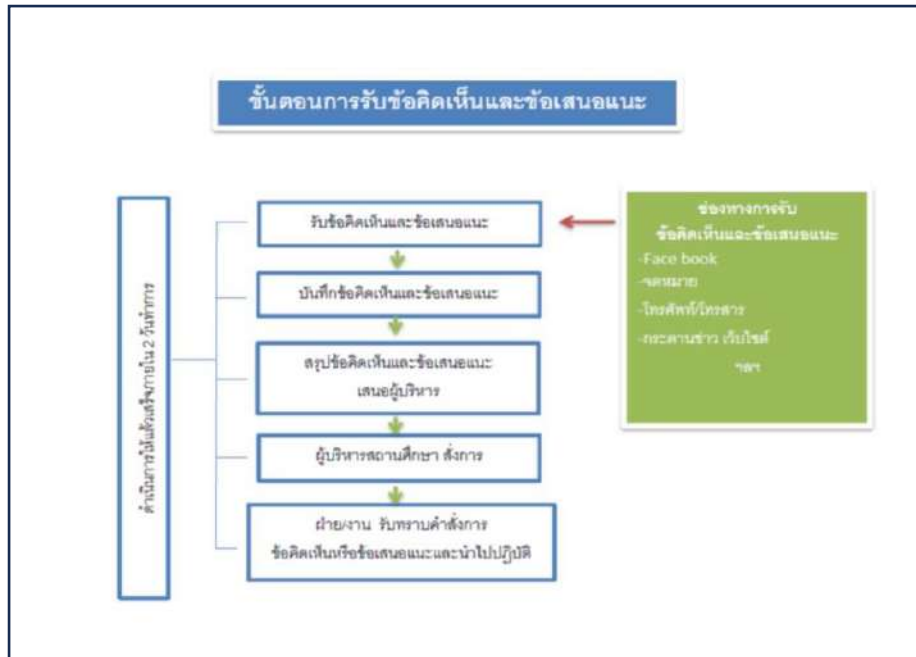 ขั้นตอนการรับข้อคิดเห็นและข้อเสนอแนะ
ดำเนินการให้แล้วเสร็จภายใน 2 วันทำการ
รับข้อคิดเห็นและข้อเสนอแนะ
บันทึกข้อคิดเห็นและข้อเสนอแนะ
สรุปข้อคิดเห็นและข้อเสนอแนะ
เสนอผู้บริหาร
ผู้บริหารสถานศึกษา สั่งการ
ฝ่าย/งาน รับทราบคำสั่งการ
ข้อคิดเห็นหรือข้อเสนอแนะและนำไปปฏิบัติ
ช่องทางการรับ
ข้อคิดเห็นและข้อเสนอแนะ
-Face book
-จดหมาย
-โทรศัพท์/โทรสาร
-กระดานข่าว เว็บไซต์
ฯลฯ